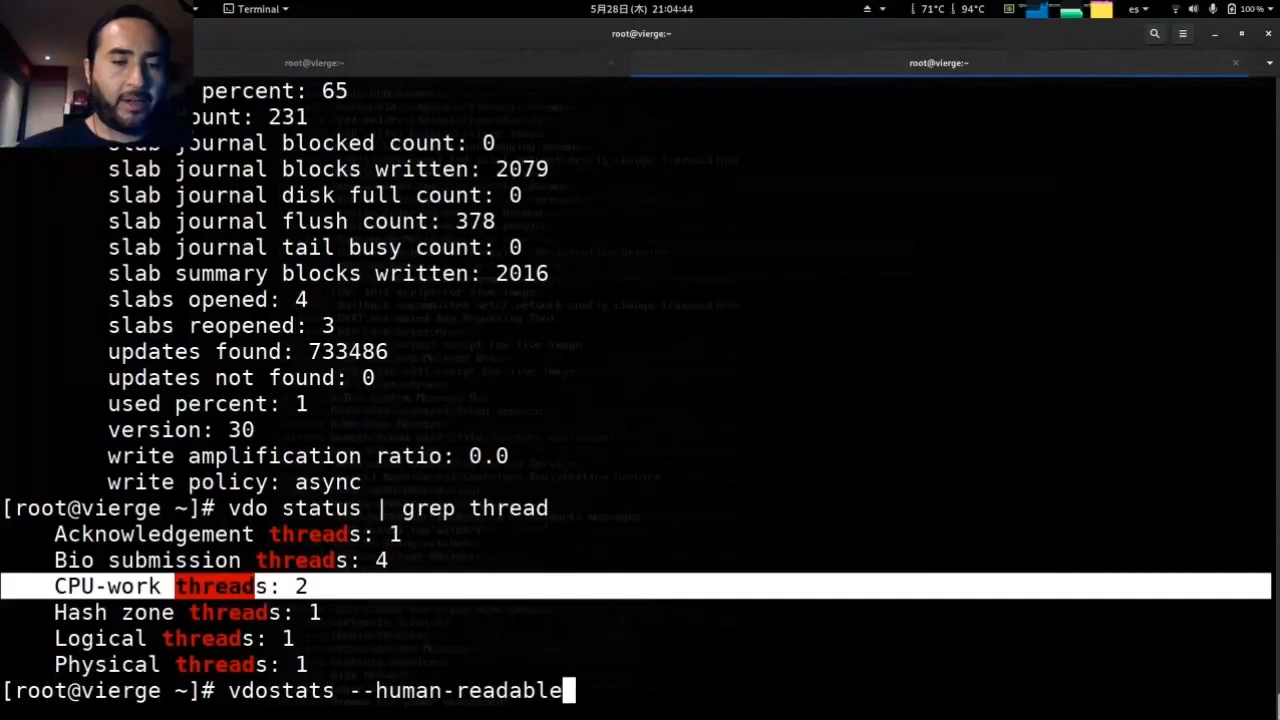 Terminal
5月28日(木) 21:04:44
71°C 94°C
es
100%
root@vierge:~
root@vierge:~
root@vierge:~
percent: 65
ount: 231
slab journal blocked count: 0
slab journal blocks written: 2079
slab journal disk full count: 0
slab journal flush count: 378
slab journal tail busy count: 0
slab summary blocks written: 2016
slabs opened: 4
slabs reopened: 3
updates found: 733486
updates not found: 0
used percent: 1
version: 30
write amplification ratio: 0.0
write policy: async
[root@vierge ~]# vdo status | grep thread
Acknowledgement threads: 1
Bio submission threads: 4
CPU-work threads: 2
Hash zone threads: 1
Logical threads: 1
Physical threads: 1
[root@vierge ~]# vdostats --human-readable